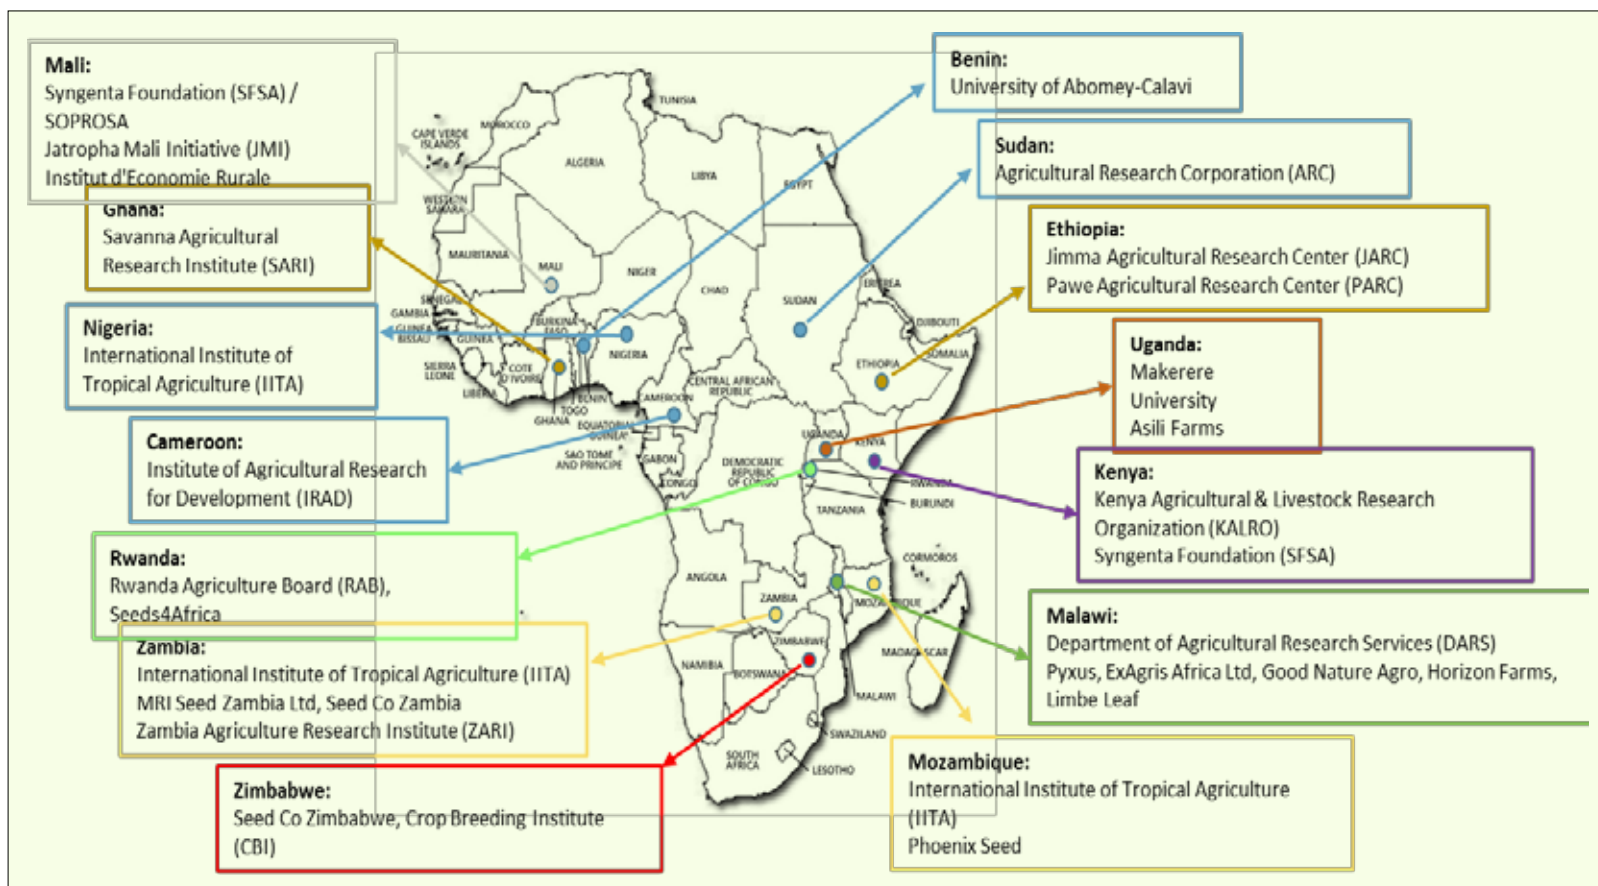 Mali:
Syngenta Foundation (SFSA) /
SOPROSA
Jatropha Mali Initiative (JMI)
Institut d'Economie Rurale
Ghana:
Savanna Agricultural
Research Institute (SARI)
Nigeria:
International Institute of
Tropical Agriculture (IITA)
Cameroon:
Institute of Agricultural Research
for Development (IRAD)
Rwanda:
Rwanda Agriculture Board (RAB),
Seeds4Africa
Zambia:
International Institute of Tropical Agriculture (IITA)
MRI Seed Zambia Ltd, Seed Co Zambia
Zambia Agriculture Research Institute (ZARI)
Zimbabwe:
Seed Co Zimbabwe, Crop Breeding Institute
(CBI)
Benin:
University of Abomey-Calavi
Sudan:
Agricultural Research Corporation (ARC)
Ethiopia:
Jimma Agricultural Research Center (JARC)
Pawe Agricultural Research Center (PARC)
Uganda:
Makerere
University
Asili Farms
Kenya:
Kenya Agricultural & Livestock Research
Organization (KALRO)
Syngenta Foundation (SFSA)
Malawi:
Department of Agricultural Research Services (DARS)
Pyxus, ExAgris Africa Ltd, Good Nature Agro, Horizon Farms,
Limbe Leaf
Mozambique:
International Institute of Tropical Agriculture
(IITA)
Phoenix Seed
TUNISIA
MOROCCO
CAPE VERDE
ISLANDS
ALGERIA
LIBYA
EGYPT
WESTERN
SAHARA
MAURITANIA
MALI
NIGER
CHAD
SUDAN
ERITREA
SENEGAL
GAMBIA
GUINEA
BISSAU
GUINEA
BURKINA
FASO
NIGERIA
DJIBOUTI
SOMALIA
ETHIOPIA
SIERRA
LEONE
LIBERIA
COTE
D'IVOIRE
GHANA
TOGO
BENIN
CAMEROON
CENTRAL AFRICAN
REPUBLIC
EQUATORIAL
GUINEA
SAO TOME
AND PRINCIPE
GABON
CONGO
DEMOCRATIC
REPUBLIC
OF CONGO
UGANDA
KENYA
RWANDA
BURUNDI
TANZANIA
CORMOROS
ANGOLA
ZAMBIA
MOZAMBIQUE
ZIMBABWE
MADAGASCAR
NAMIBIA
BOTSWANA
MALAWI
SWAZILAND
SOUTH
AFRICA
LESOTHO